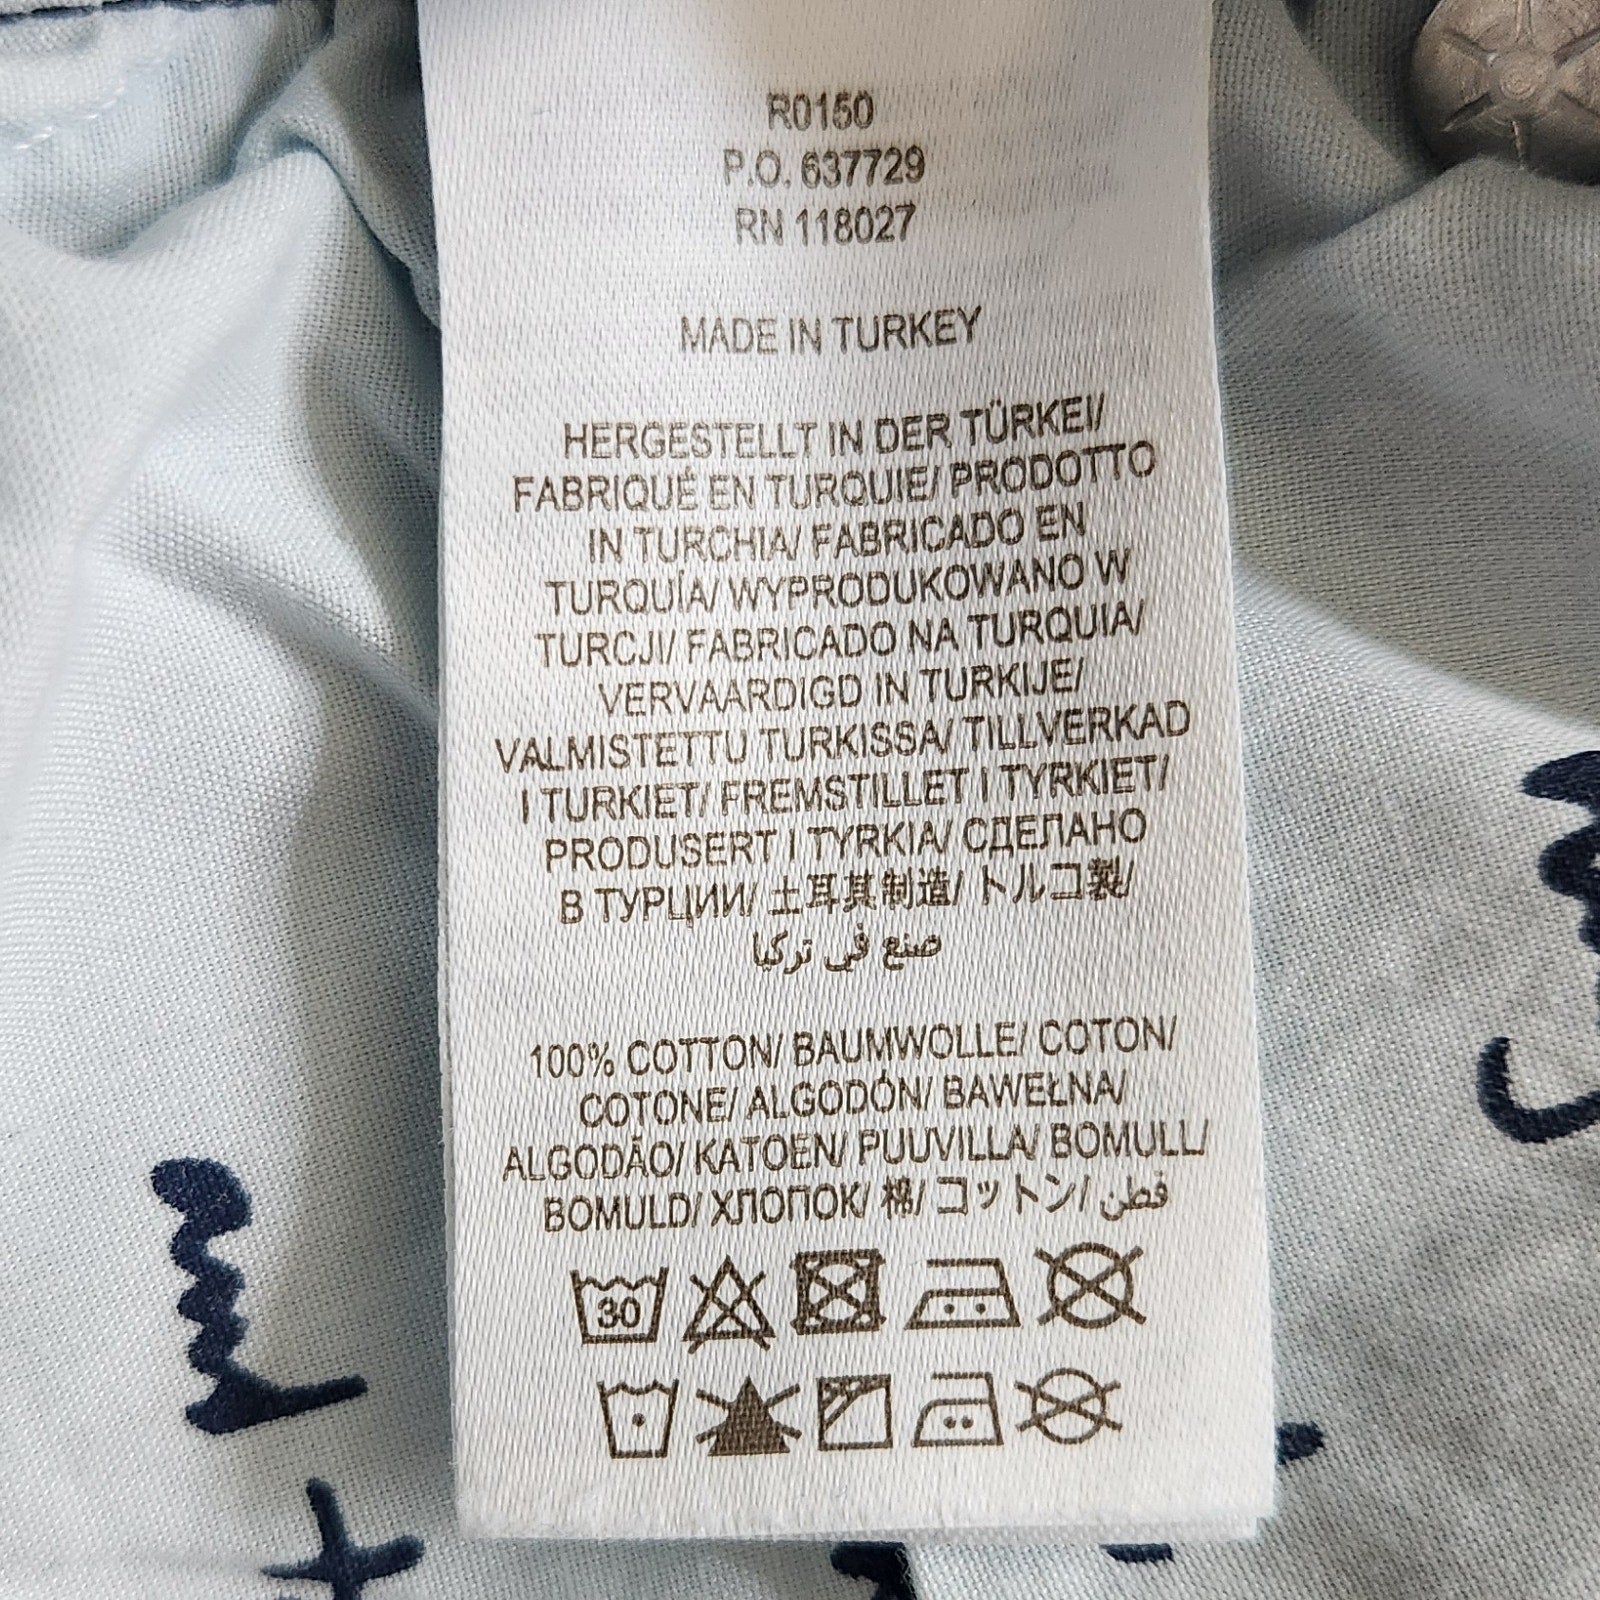 R0150
P.O. 637729
RN 118027
MADE IN TURKEY
HERGESTELLT IN DER TÜRKEI/
FABRIQUÉ EN TURQUIE/ PRODOTTO
IN TURCHIA/ FABRICADO EN
TURQUÍA/ WYPRODUKOWANO W
TURCJI/ FABRICADO NA TURQUIA/
VERVAARDIGD IN TURKIJE/
VALMISTETTU TURKISSA/ TILLVERKAD
I TURKIET/ FREMSTILLET I TYRKIET/
PRODUSERT I TYRKIA/ СДЕЛАНО
В ТУРЦИИ/ 土耳其制造/ トルコ製/
صنع في تركيا
100% COTTON/ BAUMWOLLE/ COTON/
COTONE/ ALGODÓN/ BAWEŁNA/
ALGODÃO/ KATOEN/ PUUVILLA/ BOMULL/
BOMULD/ ХЛОПОК/ 棉/ コットン/ قطن
30